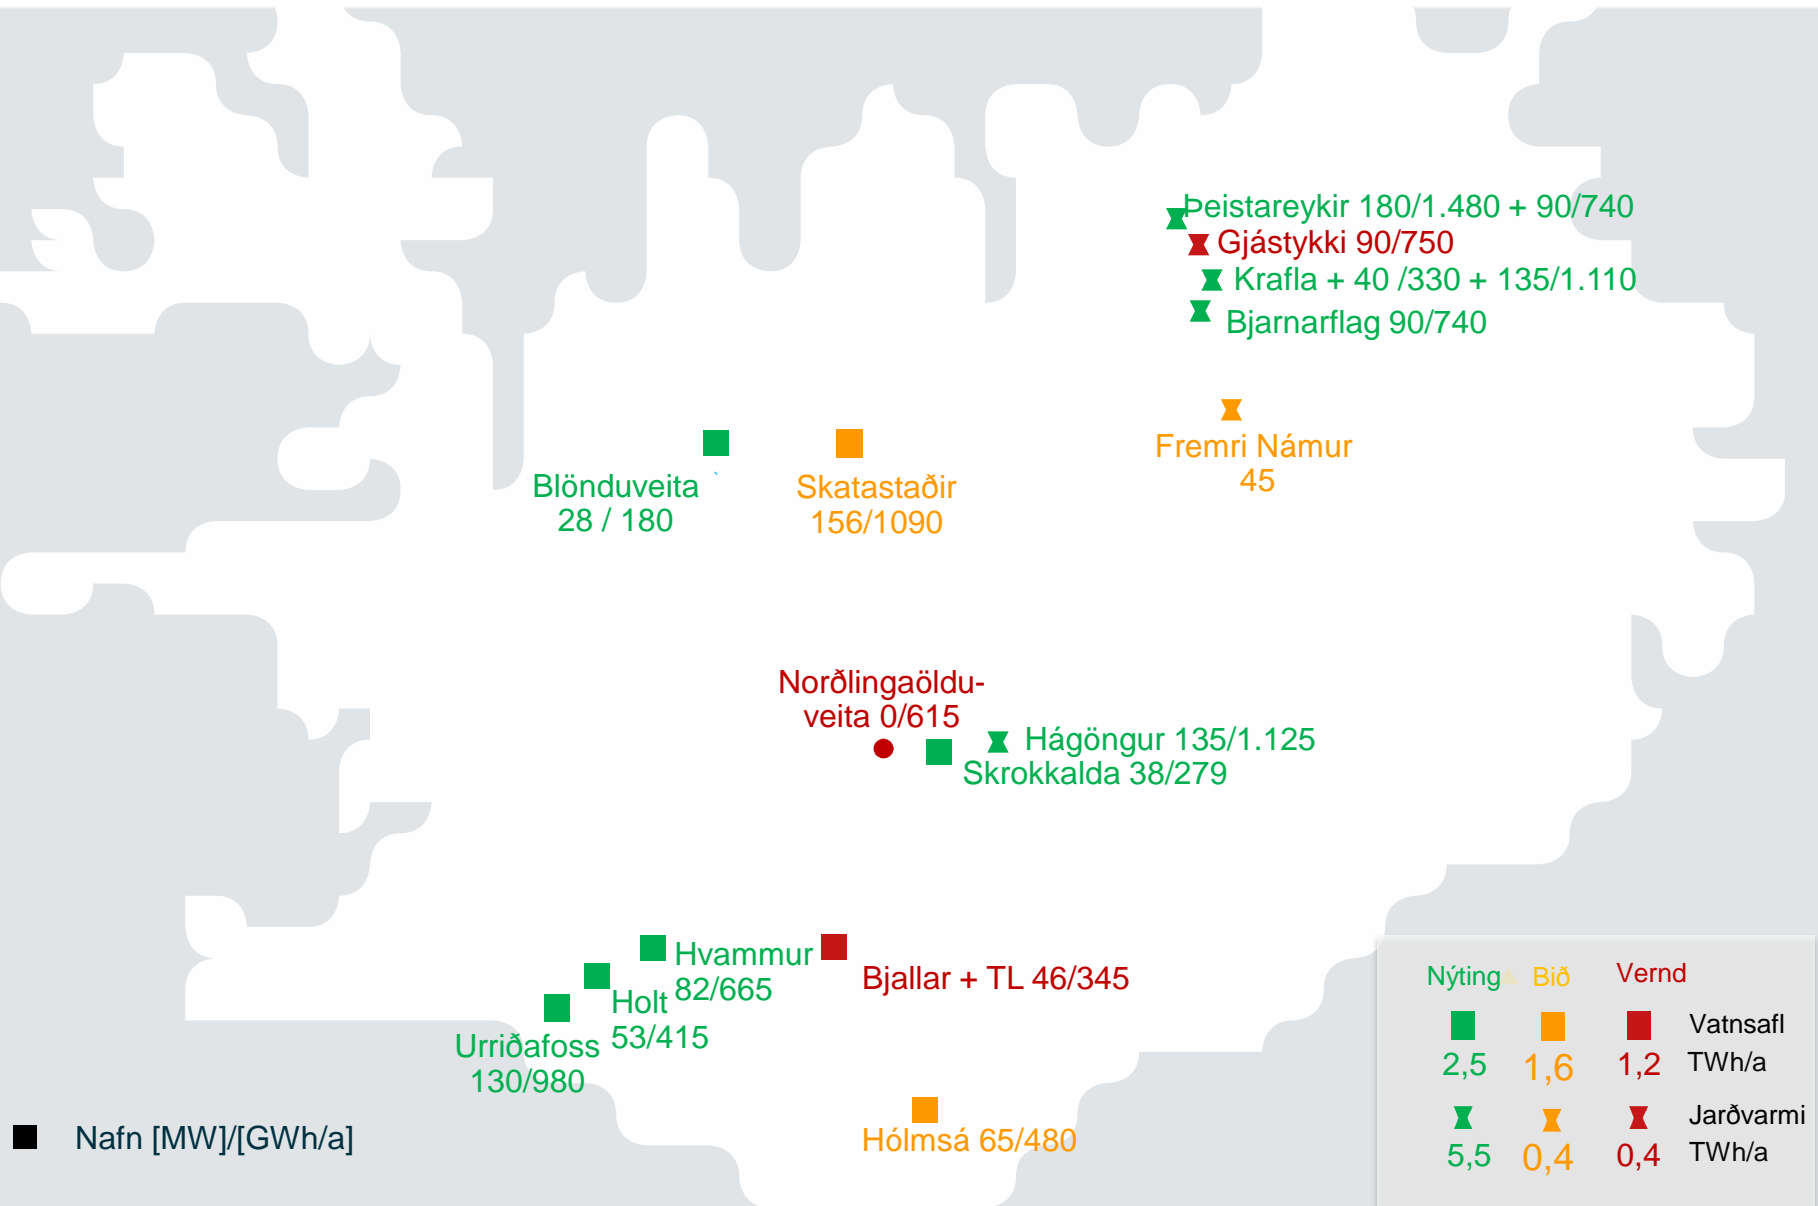 Þeistareykir 180/1.480 + 90/740
Gjástykki 90/750
Krafla + 40 /330 + 135/1.110
Bjarnarflag 90/740
Fremri Námur
45
Blönduveita `
28 / 180
Skatastaðir
156/1090
Norðlingaöldu-
veita 0/615
Hágöngur 135/1.125
Skrokkalda 38/279
Hvammur
82/665
Holt
53/415
Urriðafoss
130/980
Bjallar + TL 46/345
Hólmsá 65/480
Nafn [MW]/[GWh/a]
Nýting Bið Vernd
Vatnsafl
2,5 1,6 1,2 TWh/a
Jarðvarmi
5,5 0,4 0,4 TWh/a